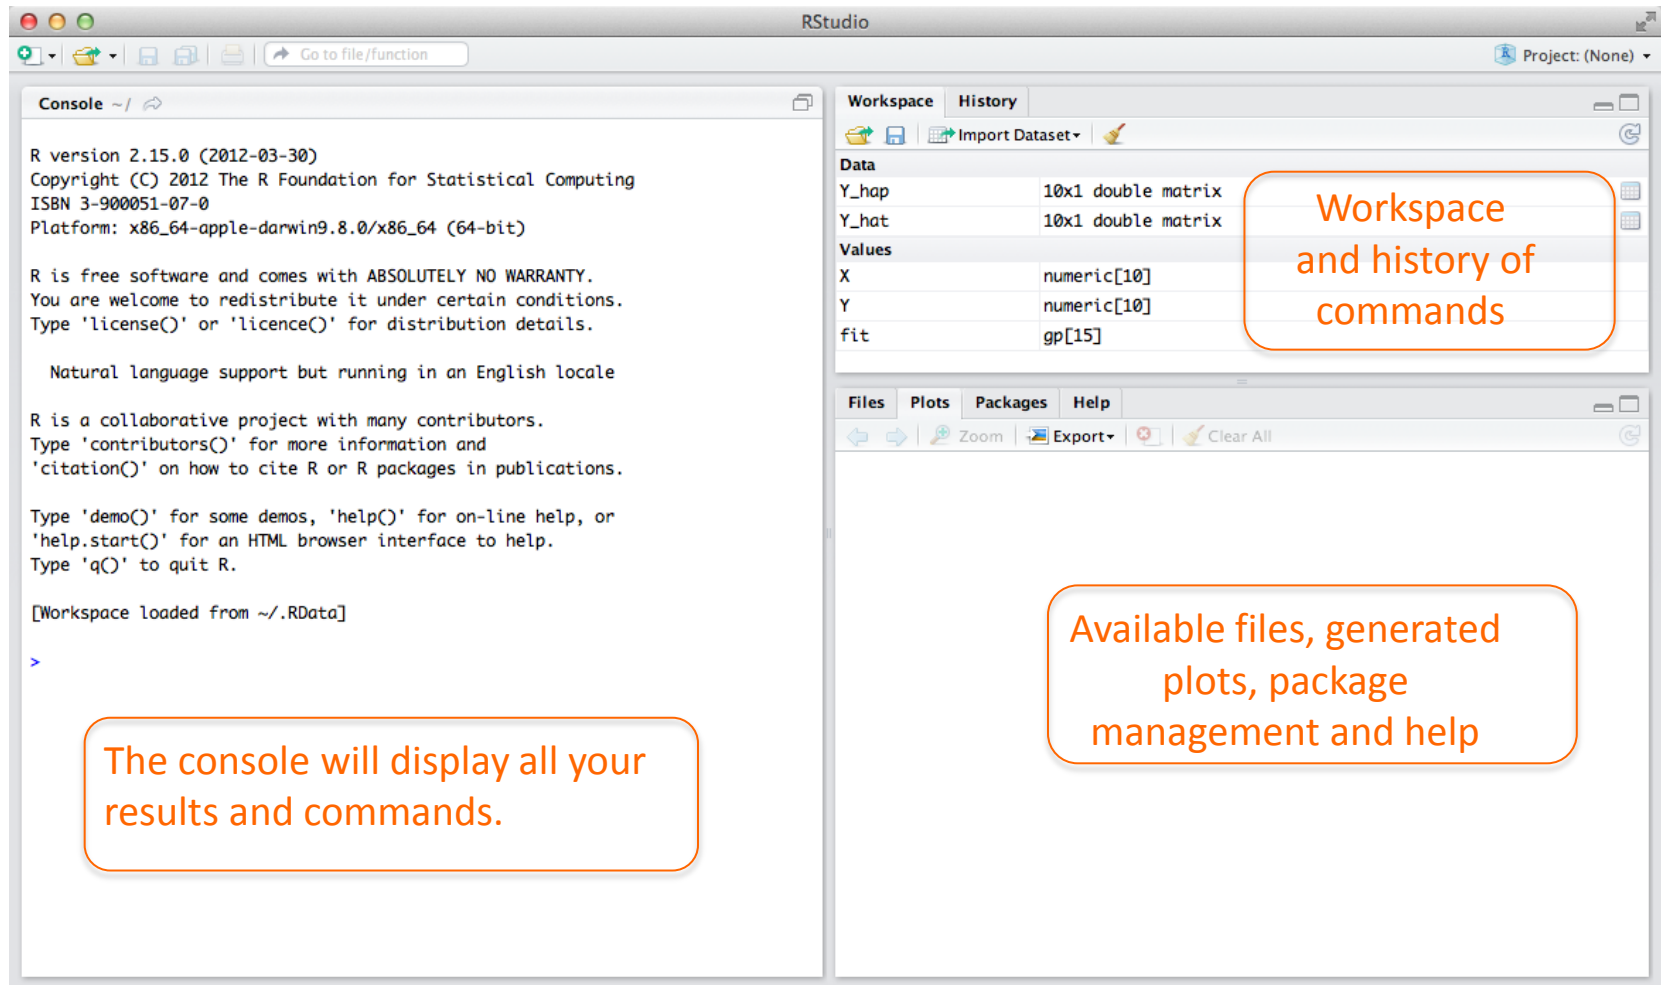 RStudio
Go to file/function
Project: (None)
Console ~/
R version 2.15.0 (2012-03-30)
Copyright (C) 2012 The R Foundation for Statistical Computing
ISBN 3-900051-07-0
Platform: x86_64-apple-darwin9.8.0/x86_64 (64-bit)
R is free software and comes with ABSOLUTELY NO WARRANTY.
You are welcome to redistribute it under certain conditions.
Type 'license()' or 'licence()' for distribution details.
Natural language support but running in an English locale
R is a collaborative project with many contributors.
Type 'contributors()' for more information and
'citation()' on how to cite R or R packages in publications.
Type 'demo()' for some demos, 'help()' for on-line help, or
'help.start()' for an HTML browser interface to help.
Type 'q()' to quit R.
[Workspace loaded from ~/.RData]
>
The console will display all your
results and commands.
Workspace History
Import Dataset
Data
Y_hap 10x1 double matrix
Y_hat 10x1 double matrix
Values
X numeric[10]
Y numeric[10]
fit gp[15]
Workspace
and history of
commands
Files Plots Packages Help
Zoom Export Clear All
Available files, generated
plots, package
management and help